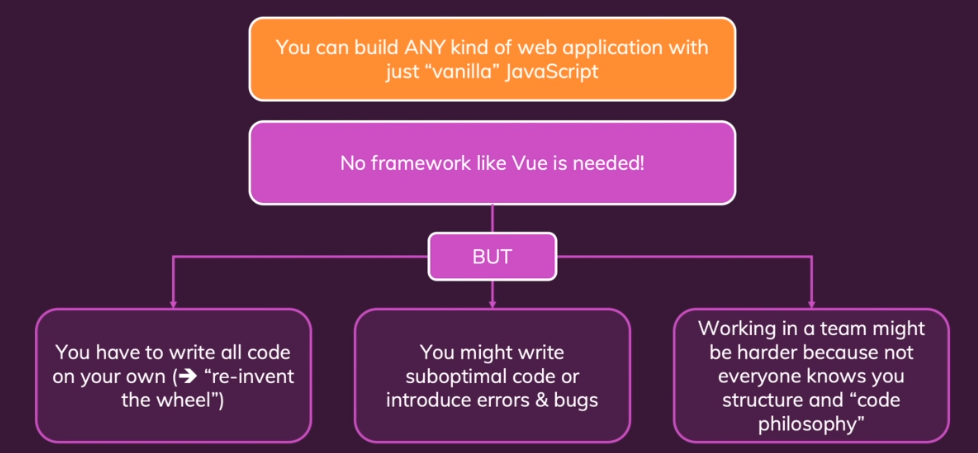 You can build ANY kind of web application with
just “vanilla” JavaScript
No framework like Vue is needed!
BUT
You have to write all code
on your own (➔ “re-invent
the wheel”)
You might write
suboptimal code or
introduce errors & bugs
Working in a team might
be harder because not
everyone knows you
structure and “code
philosophy”